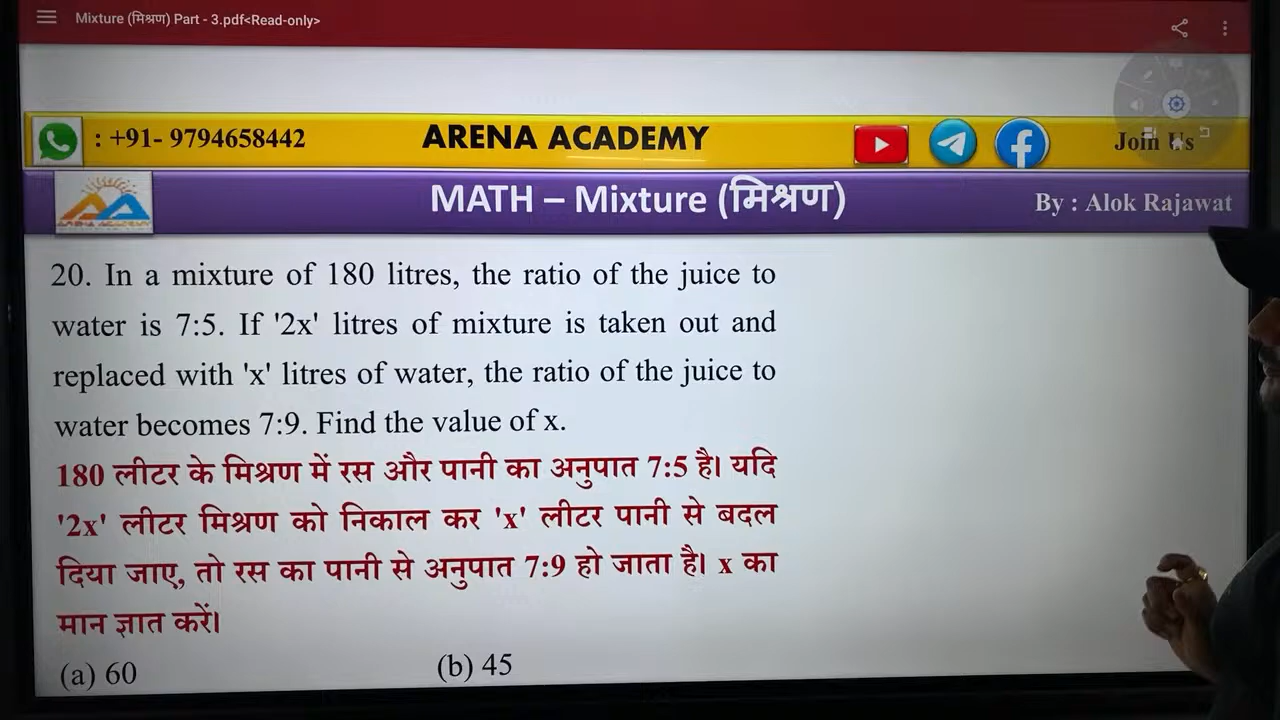 Mixture (मिश्रण) Part - 3.pdf<Read-only>
: +91- 9794658442
ARENA ACADEMY
Join Us
ARENA ACADEMY
MATH – Mixture (मिश्रण)
By : Alok Rajawat
20. In a mixture of 180 litres, the ratio of the juice to
water is 7:5. If '2x' litres of mixture is taken out and
replaced with 'x' litres of water, the ratio of the juice to
water becomes 7:9. Find the value of x.
180 लीटर के मिश्रण में रस और पानी का अनुपात 7:5 है। यदि
'2x' लीटर मिश्रण को निकाल कर 'x' लीटर पानी से बदल
दिया जाए, तो रस का पानी से अनुपात 7:9 हो जाता है। x का
मान ज्ञात करें।
(a) 60
(b) 45